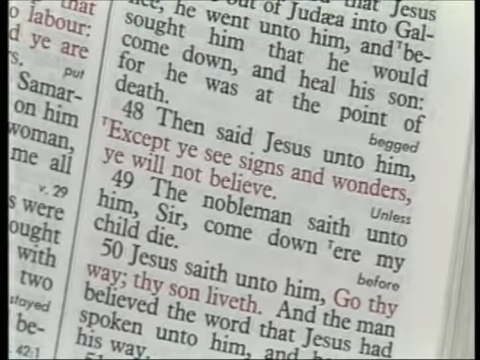 that
o labour:
d ye are
s.
put
Samar-
on him
woman,
me all
v. 29
s were
ought
with
two
stayed
be-
42:1
that Jesus
out of Judæa into Gal-
he went unto him, and ᵀbe-
sought him that he would
come down, and heal his son:
for he was at the point of
death.
begged
48 Then said Jesus unto him,
ᵀExcept ye see signs and wonders,
ye will not believe.
Unless
49 The nobleman saith unto
him, Sir, come down ᵀere my
child die.
before
50 Jesus saith unto him, Go thy
way; thy son liveth. And the man
believed the word that Jesus had
spoken unto him, and
his way.